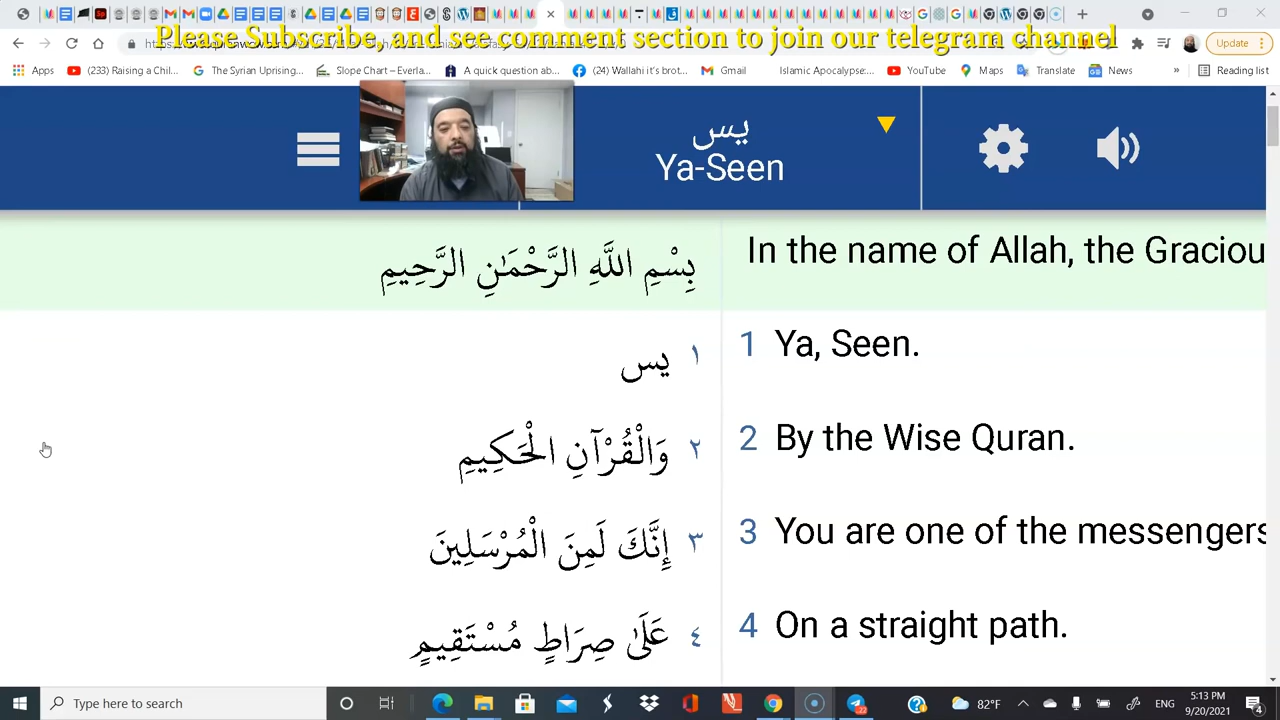 Please Subscribe, and see comment section to join our telegram channel
Update
Apps
(233) Raising a Chil...
The Syrian Uprising...
Slope Chart – Everla...
A quick question ab...
(24) Wallahi it's brot...
Gmail
Islamic Apocalypse:...
YouTube
Maps
Translate
News
»
Reading list
يس
Ya-Seen
بِسْمِ اللَّهِ الرَّحْمَٰنِ الرَّحِيمِ
In the name of Allah, the Graciou
١ يس
1 Ya, Seen.
٢ وَالْقُرْآنِ الْحَكِيمِ
2 By the Wise Quran.
٣ إِنَّكَ لَمِنَ الْمُرْسَلِينَ
3 You are one of the messengers
٤ عَلَىٰ صِرَاطٍ مُسْتَقِيمٍ
4 On a straight path.
Type here to search
82°F
ENG
5:13 PM
9/20/2021